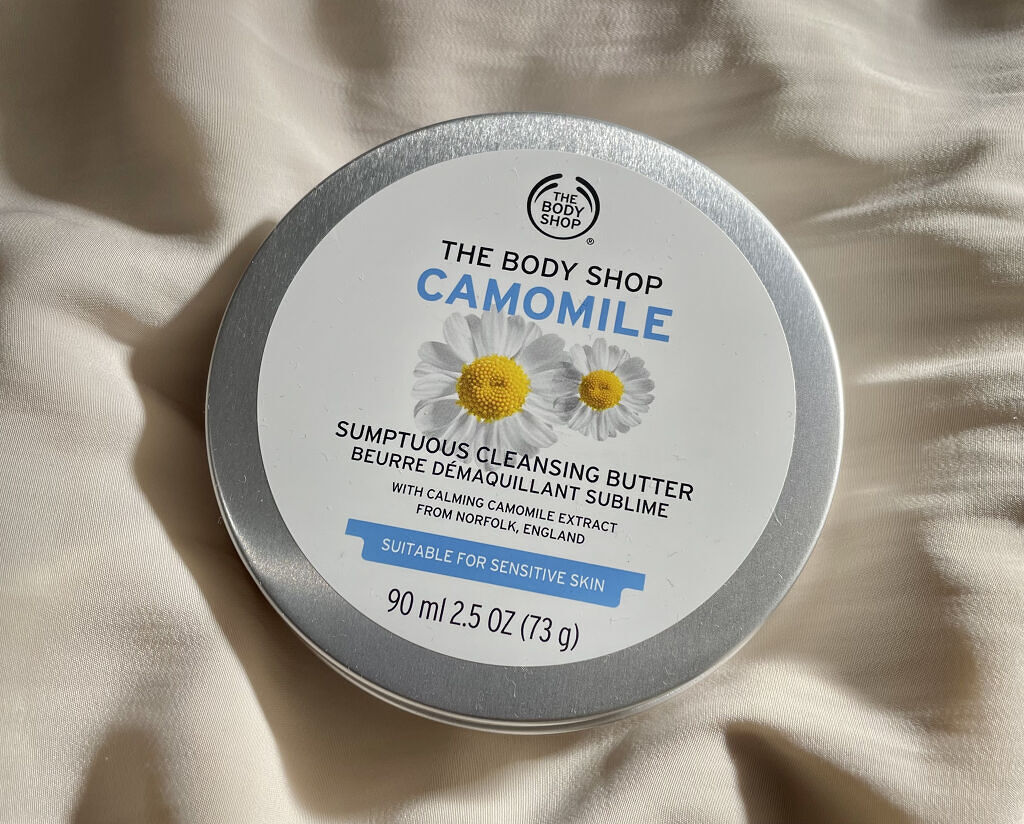 THE
BODY
SHOP
®
THE BODY SHOP
CAMOMILE
SUMPTUOUS CLEANSING BUTTER
BEURRE DÉMAQUILLANT SUBLIME
WITH CALMING CAMOMILE EXTRACT
FROM NORFOLK, ENGLAND
SUITABLE FOR SENSITIVE SKIN
90 ml 2.5 OZ (73 g)